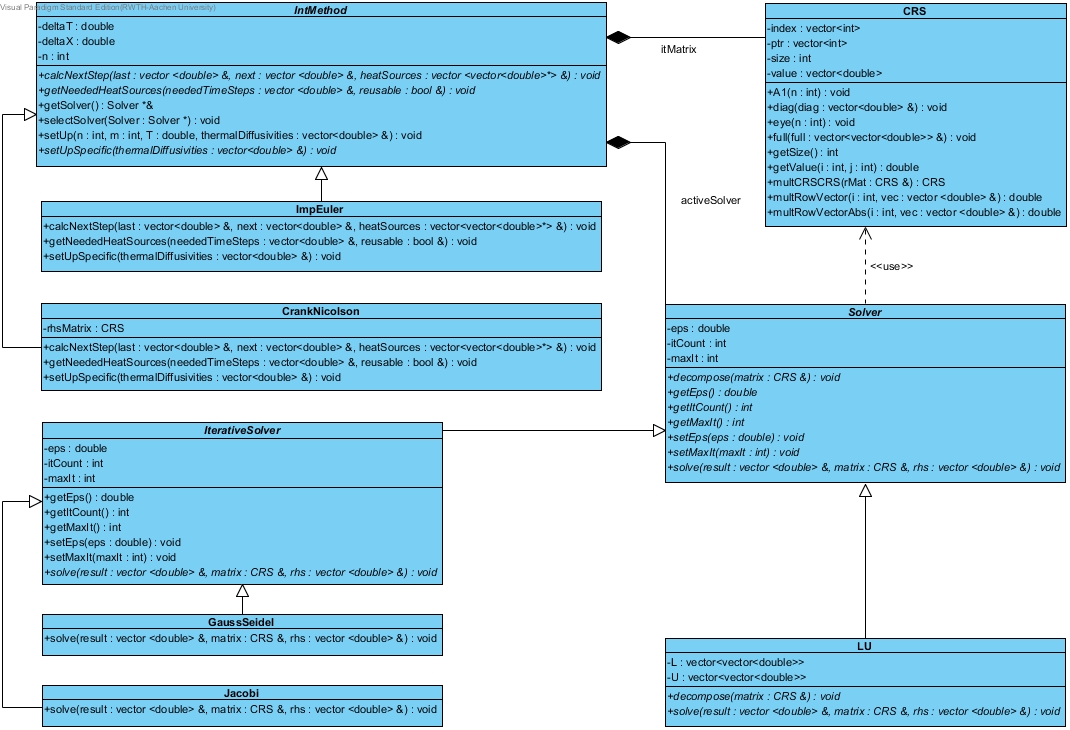 Visual Paradigm Standard Edition(RWTH-Aachen University)
IntMethod
-deltaT : double
-deltaX : double
-n : int
+calcNextStep(last : vector <double> &, next : vector <double> &, heatSources : vector <vector<double>*> &) : void
+getNeededHeatSources(neededTimeSteps : vector <double> &, reusable : bool &) : void
+getSolver() : Solver *&
+selectSolver(Solver : Solver *) : void
+setUp(n : int, m : int, T : double, thermalDiffusivities : vector<double> &) : void
+setUpSpecific(thermalDiffusivities : vector<double> &) : void
itMatrix
CRS
-index : vector<int>
-ptr : vector<int>
-size : int
-value : vector<double>
+A1(n : int) : void
+diag(diag : vector<double> &) : void
+eye(n : int) : void
+full(full : vector<vector<double>> &) : void
+getSize() : int
+getValue(i : int, j : int) : double
+multCRSCRS(rMat : CRS &) : CRS
+multRowVector(i : int, vec : vector <double> &) : double
+multRowVectorAbs(i : int, vec : vector <double> &) : double
activeSolver
<<use>>
ImpEuler
+calcNextStep(last : vector<double> &, next : vector<double> &, heatSources : vector<vector<double>*> &) : void
+getNeededHeatSources(neededTimeSteps : vector<double> &, reusable : bool &) : void
+setUpSpecific(thermalDiffusivities : vector<double> &) : void
CrankNicolson
-rhsMatrix : CRS
+calcNextStep(last : vector<double> &, next : vector<double> &, heatSources : vector<vector<double>*> &) : void
+getNeededHeatSources(neededTimeSteps : vector<double> &, reusable : bool &) : void
+setUpSpecific(thermalDiffusivities : vector<double> &) : void
Solver
-eps : double
-itCount : int
-maxIt : int
+decompose(matrix : CRS &) : void
+getEps() : double
+getItCount() : int
+getMaxIt() : int
+setEps(eps : double) : void
+setMaxIt(maxIt : int) : void
+solve(result : vector <double> &, matrix : CRS &, rhs : vector <double> &) : void
IterativeSolver
-eps : double
-itCount : int
-maxIt : int
+getEps() : double
+getItCount() : int
+getMaxIt() : int
+setEps(eps : double) : void
+setMaxIt(maxIt : int) : void
+solve(result : vector <double> &, matrix : CRS &, rhs : vector <double> &) : void
GaussSeidel
+solve(result : vector <double> &, matrix : CRS &, rhs : vector <double> &) : void
Jacobi
+solve(result : vector <double> &, matrix : CRS &, rhs : vector <double> &) : void
LU
-L : vector<vector<double>>
-U : vector<vector<double>>
+decompose(matrix : CRS &) : void
+solve(result : vector <double> &, matrix : CRS &, rhs : vector <double> &) : void